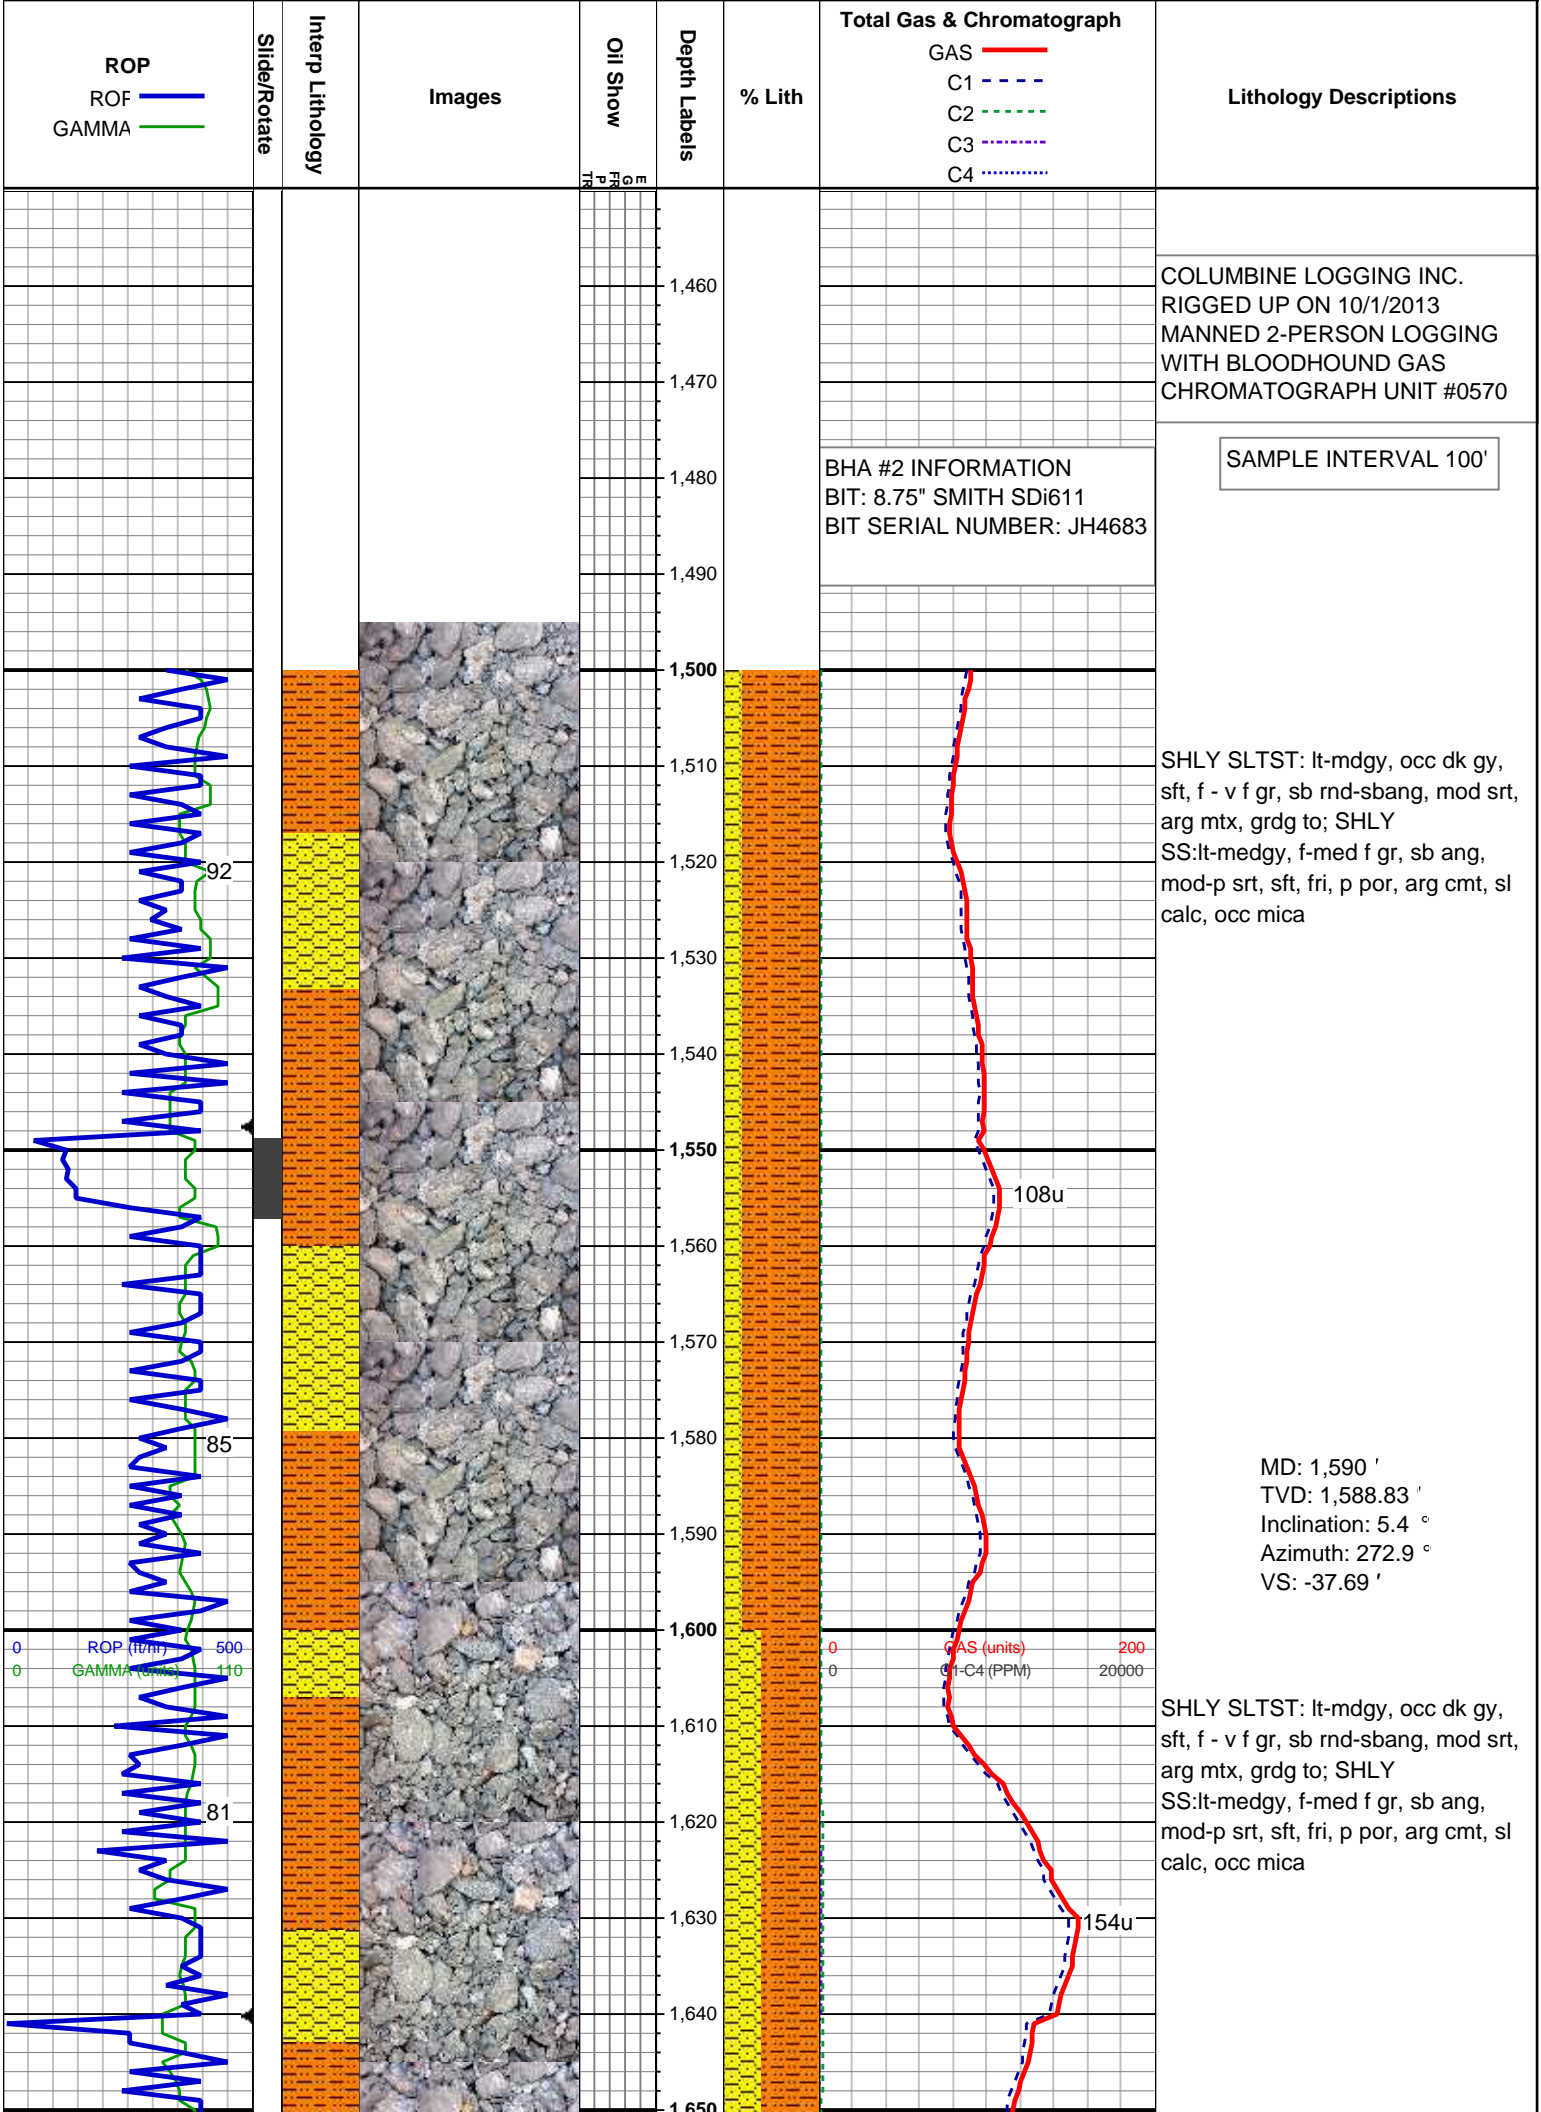 ROP
ROP
GAMMA
Slide/Rotate
Interp Lithology
Images
Oil Show
TR P FR G E
Depth Labels
% Lith
Total Gas & Chromatograph
GAS
C1
C2
C3
C4
Lithology Descriptions
1,460
1,470
1,480
1,490
1,500
1,510
1,520
1,530
1,540
1,550
1,560
1,570
1,580
1,590
1,600
1,610
1,620
1,630
1,640
1,650
COLUMBINE LOGGING INC.
RIGGED UP ON 10/1/2013
MANNED 2-PERSON LOGGING
WITH BLOODHOUND GAS
CHROMATOGRAPH UNIT #0570
SAMPLE INTERVAL 100'
BHA #2 INFORMATION
BIT: 8.75" SMITH SDi611
BIT SERIAL NUMBER: JH4683
SHLY SLTST: lt-mdgy, occ dk gy,
sft, f - v f gr, sb rnd-sbang, mod srt,
arg mtx, grdg to; SHLY
SS:lt-medgy, f-med f gr, sb ang,
mod-p srt, sft, fri, p por, arg cmt, sl
calc, occ mica
92
108u
85
MD: 1,590 '
TVD: 1,588.83 '
Inclination: 5.4 °
Azimuth: 272.9 °
VS: -37.69 '
0 ROP (ft/hr) 500
0 GAMMA (units) 110
0 GAS (units) 200
0 C1-C4 (PPM) 20000
SHLY SLTST: lt-mdgy, occ dk gy,
sft, f - v f gr, sb rnd-sbang, mod srt,
arg mtx, grdg to; SHLY
SS:lt-medgy, f-med f gr, sb ang,
mod-p srt, sft, fri, p por, arg cmt, sl
calc, occ mica
81
154u